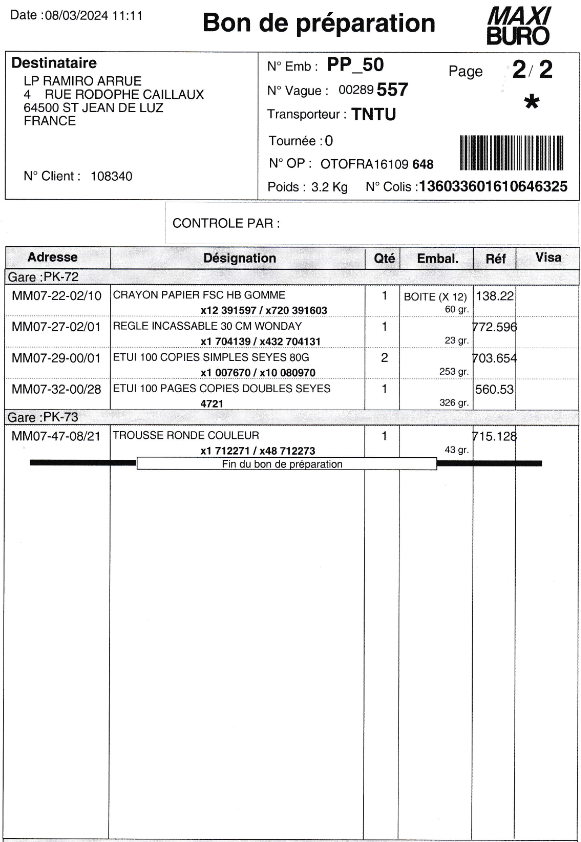 Date :08/03/2024 11:11
Bon de préparation
MAXI
BURO
Destinataire
LP RAMIRO ARRUE
4 RUE RODOPHE CAILLAUX
64500 ST JEAN DE LUZ
FRANCE
N° Client : 108340
N° Emb : PP_50
Page 2/ 2
N° Vague : 00289 557
*
Transporteur : TNTU
Tournée :0
N° OP : OTOFRA16109 648
Poids : 3.2 Kg N° Colis :136033601610646325
CONTROLE PAR :
Adresse Désignation Qté Embal. Réf Visa
Gare :PK-72
MM07-22-02/10 CRAYON PAPIER FSC HB GOMME 1 BOITE (X 12) 138.22
x12 391597 / x720 391603 60 gr.
MM07-27-02/01 REGLE INCASSABLE 30 CM WONDAY 1 772.596
x1 704139 / x432 704131 23 gr.
MM07-29-00/01 ETUI 100 COPIES SIMPLES SEYES 80G 2 703.654
x1 007670 / x10 080970 253 gr.
MM07-32-00/28 ETUI 100 PAGES COPIES DOUBLES SEYES 1 560.53
4721 326 gr.
Gare :PK-73
MM07-47-08/21 TROUSSE RONDE COULEUR 1 715.128
x1 712271 / x48 712273 43 gr.
Fin du bon de préparation